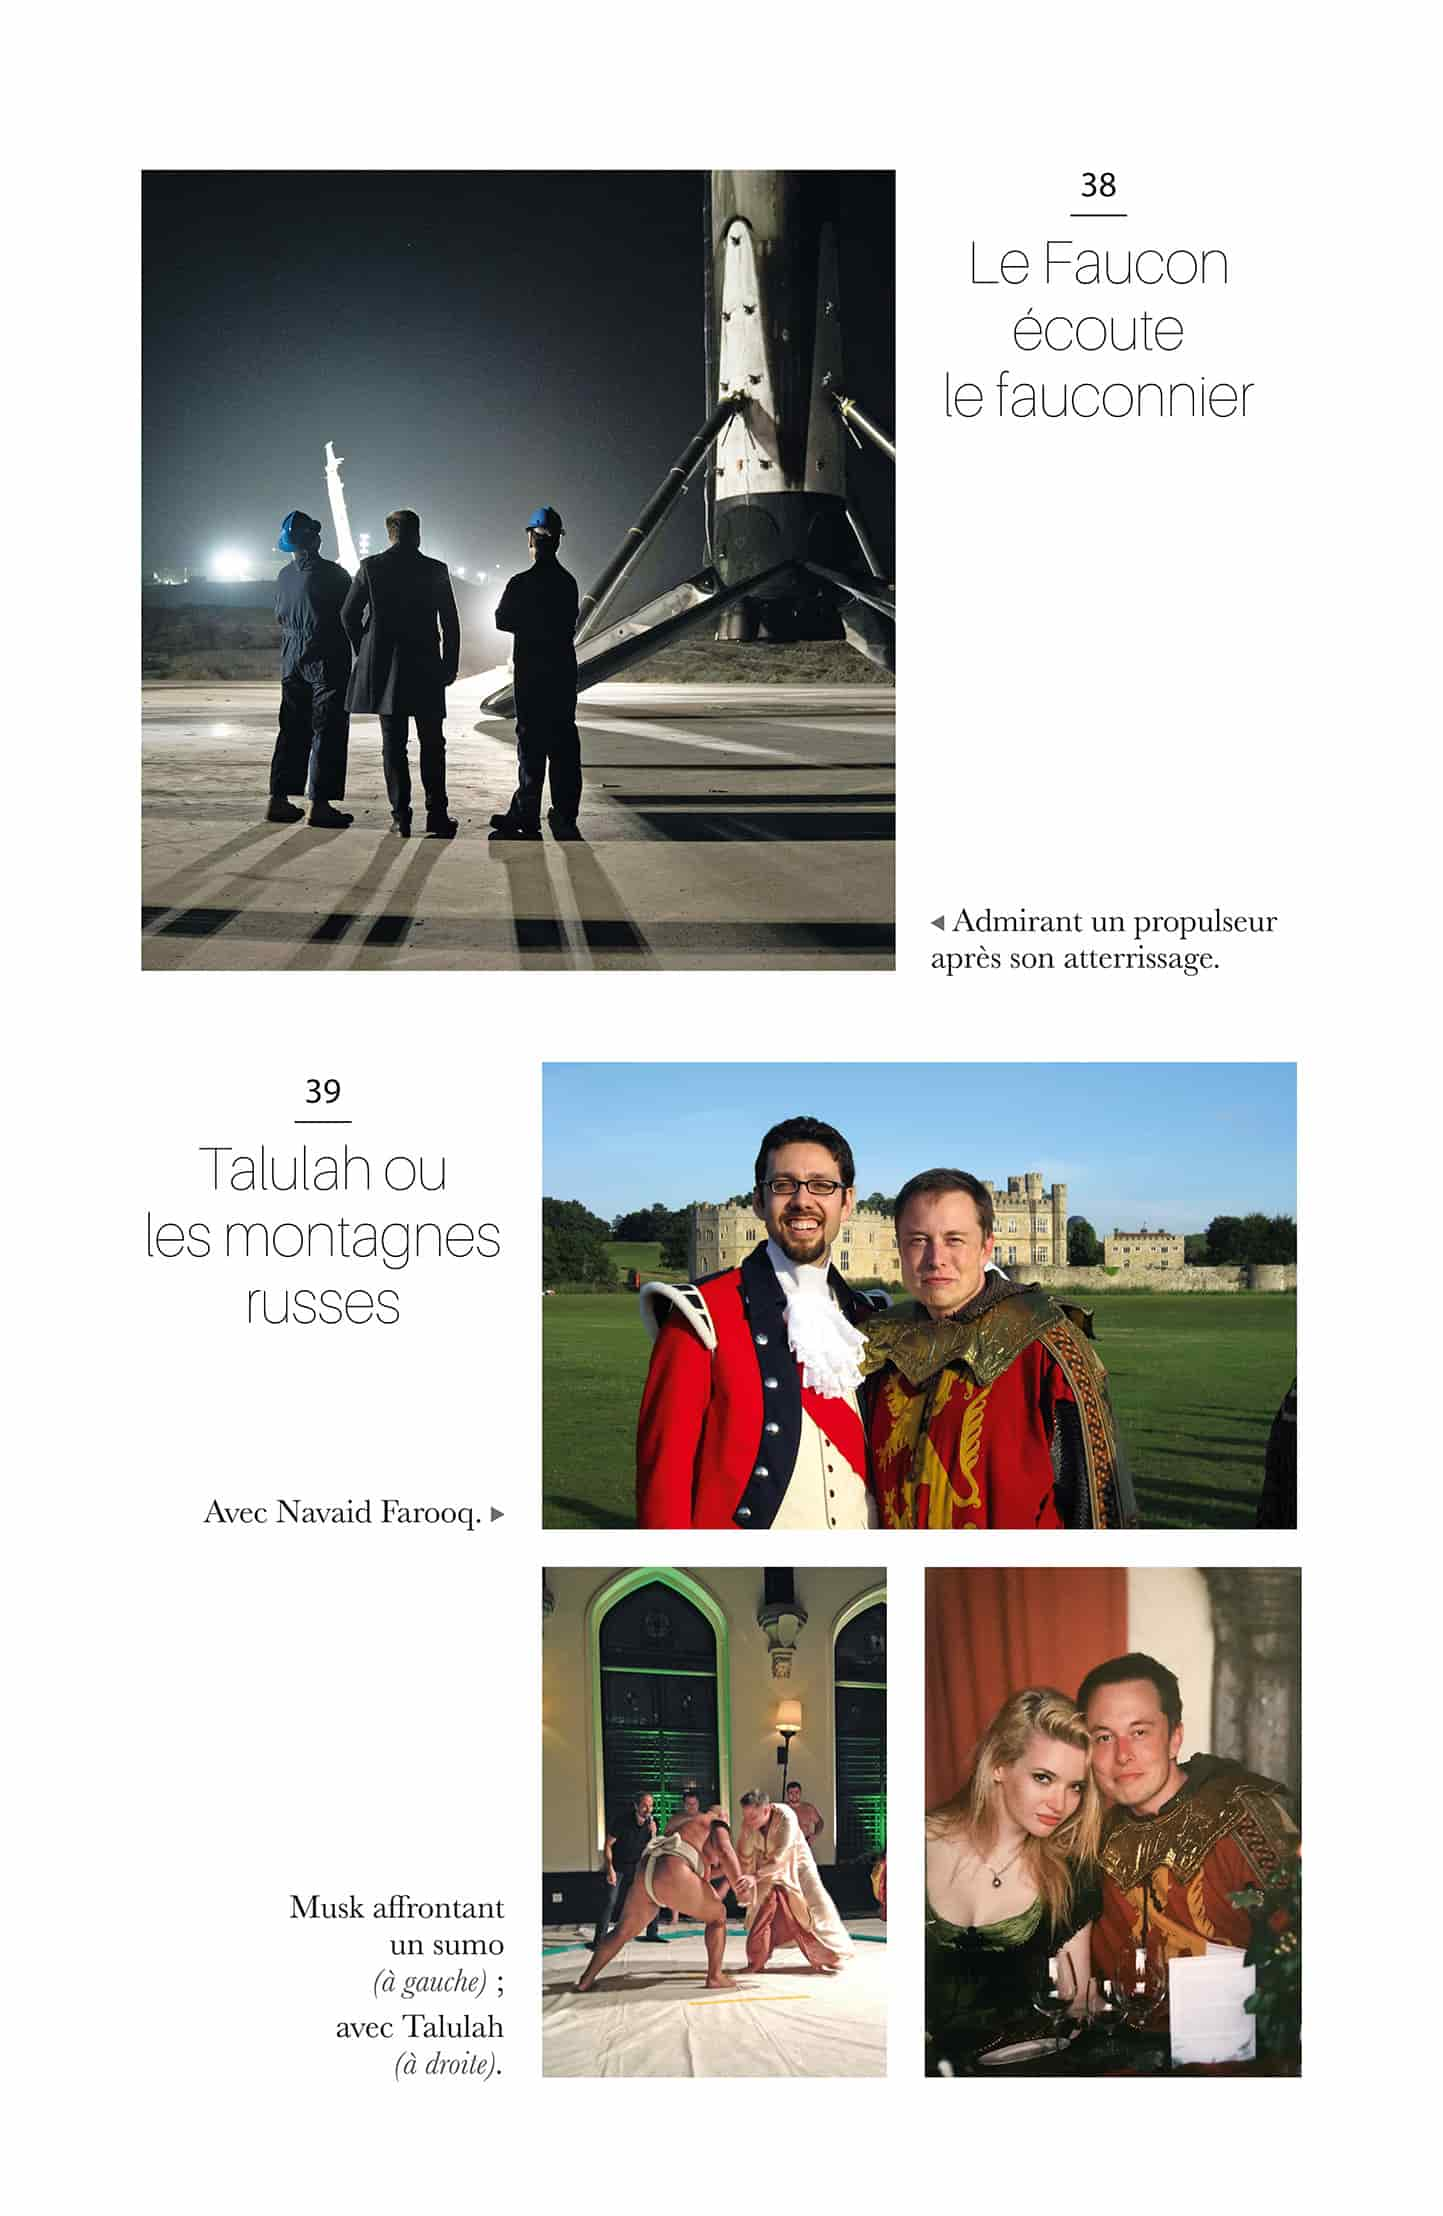 38
Le Faucon
écoute
le fauconnier
Admirant un propulseur
après son atterrissage.
39
Talulah ou
les montagnes
russes
Avec Navaid Farooq.
Musk affrontant
un sumo
(à gauche) ;
avec Talulah
(à droite).